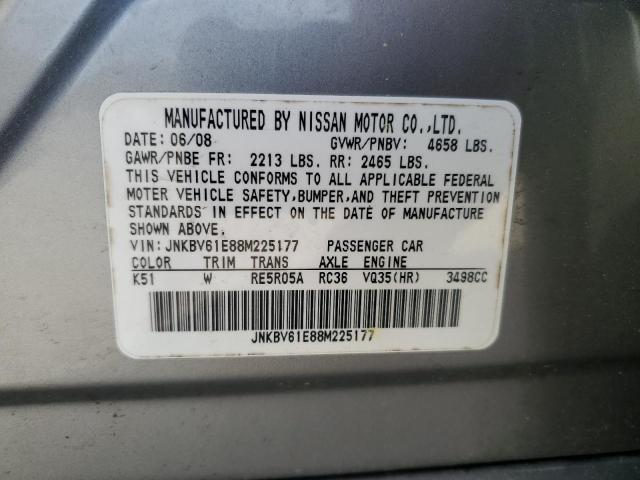 MANUFACTURED BY NISSAN MOTOR CO.,LTD.
DATE: 06/08 GVWR/PNBV: 4658 LBS.
GAWR/PNBE FR: 2213 LBS. RR: 2465 LBS.
THIS VEHICLE CONFORMS TO ALL APPLICABLE FEDERAL
MOTER VEHICLE SAFETY,BUMPER,AND THEFT PREVENTION
STANDARDS IN EFFECT ON THE DATE OF MANUFACTURE
SHOWN ABOVE.
VIN: JNKBV61E88M225177 PASSENGER CAR
COLOR TRIM TRANS AXLE ENGINE
K51 W RE5R05A RC36 VQ35(HR) 3498CC
JNKBV61E88M225177